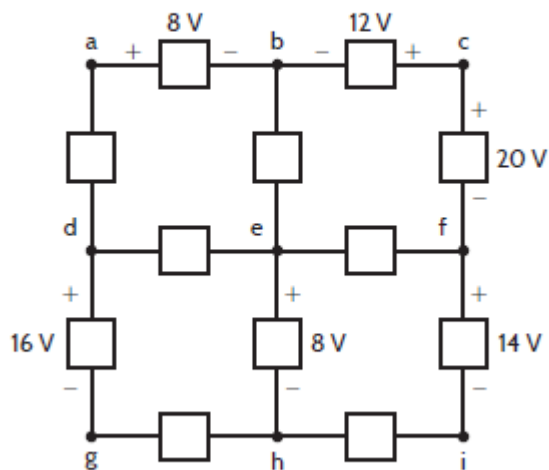 8 V 12 V
a + − b − + c
+
20 V
−
d e f
+ + +
16 V 8 V 14 V
− − −
g h i